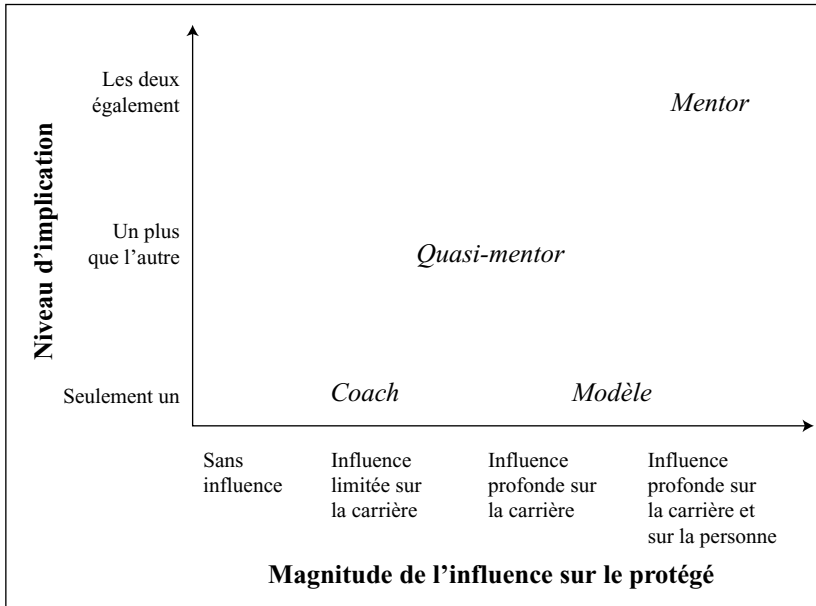 Les deux
également
Mentor
Niveau d'implication
Un plus
que l'autre
Quasi-mentor
Seulement un
Coach
Modèle
Sans
influence
Influence
limitée sur
la carrière
Influence
profonde sur
la carrière
Influence
profonde sur
la carrière et
sur la personne
Magnitude de l'influence sur le protégé